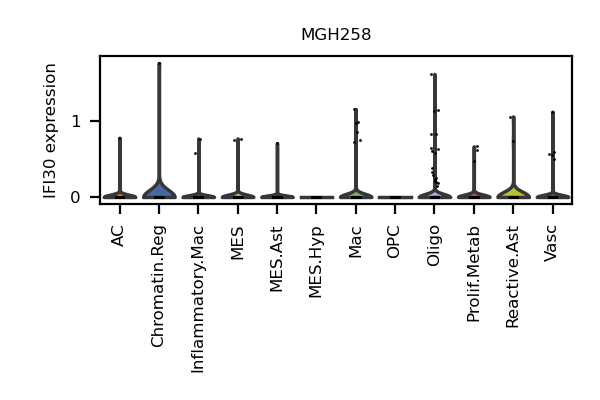 MGH258
IFI30 expression
1
0
AC
Chromatin.Reg
Inflammatory.Mac
MES
MES.Ast
MES.Hyp
Mac
OPC
Oligo
Prolif.Metab
Reactive.Ast
Vasc